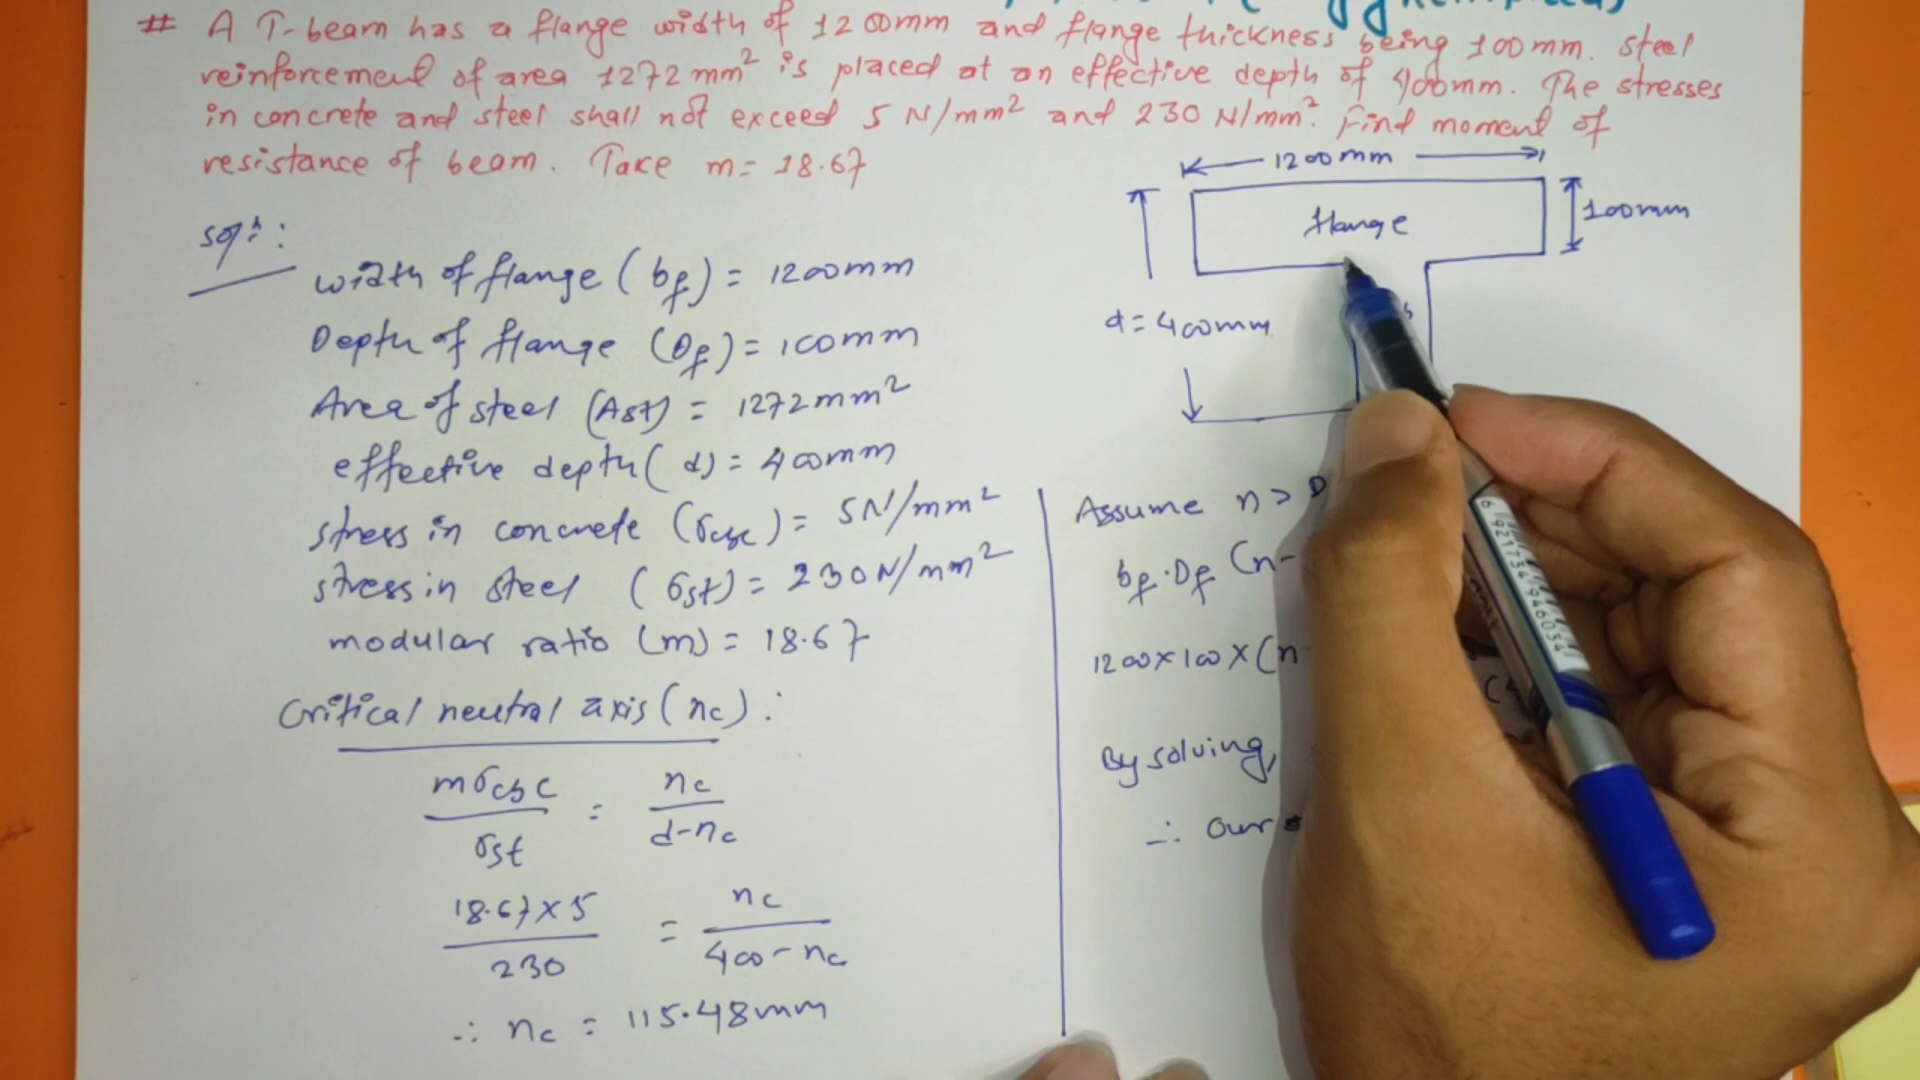 # A T-beam has a flange width of 1200mm and flange thickness being 100mm. Steel
reinforcement of area 1272mm² is placed at an effective depth of 400mm. The stresses
in concrete and steel shall not exceed 5 N/mm² and 230 N/mm². Find moment of
resistance of beam. Take m= 18.67
1200mm
flange
100mm
d=400mm
Solⁿ:
width of flange (bf) = 1200mm
Depth of flange (Df) = 100mm
Area of steel (Ast) = 1272mm²
effective depth (d) = 400mm
stress in concrete (σcbc) = 5N/mm²
stress in steel (σst) = 230N/mm²
modular ratio (m) = 18.67
Critical neutral axis (nc) :
mσcbc / σst = nc / d-nc
18.67×5 / 230 = nc / 400-nc
∴ nc = 115.48mm
Assume n > D
bf.Df (n-
1200×100×(n
By solving,
∴ our
6921734946034